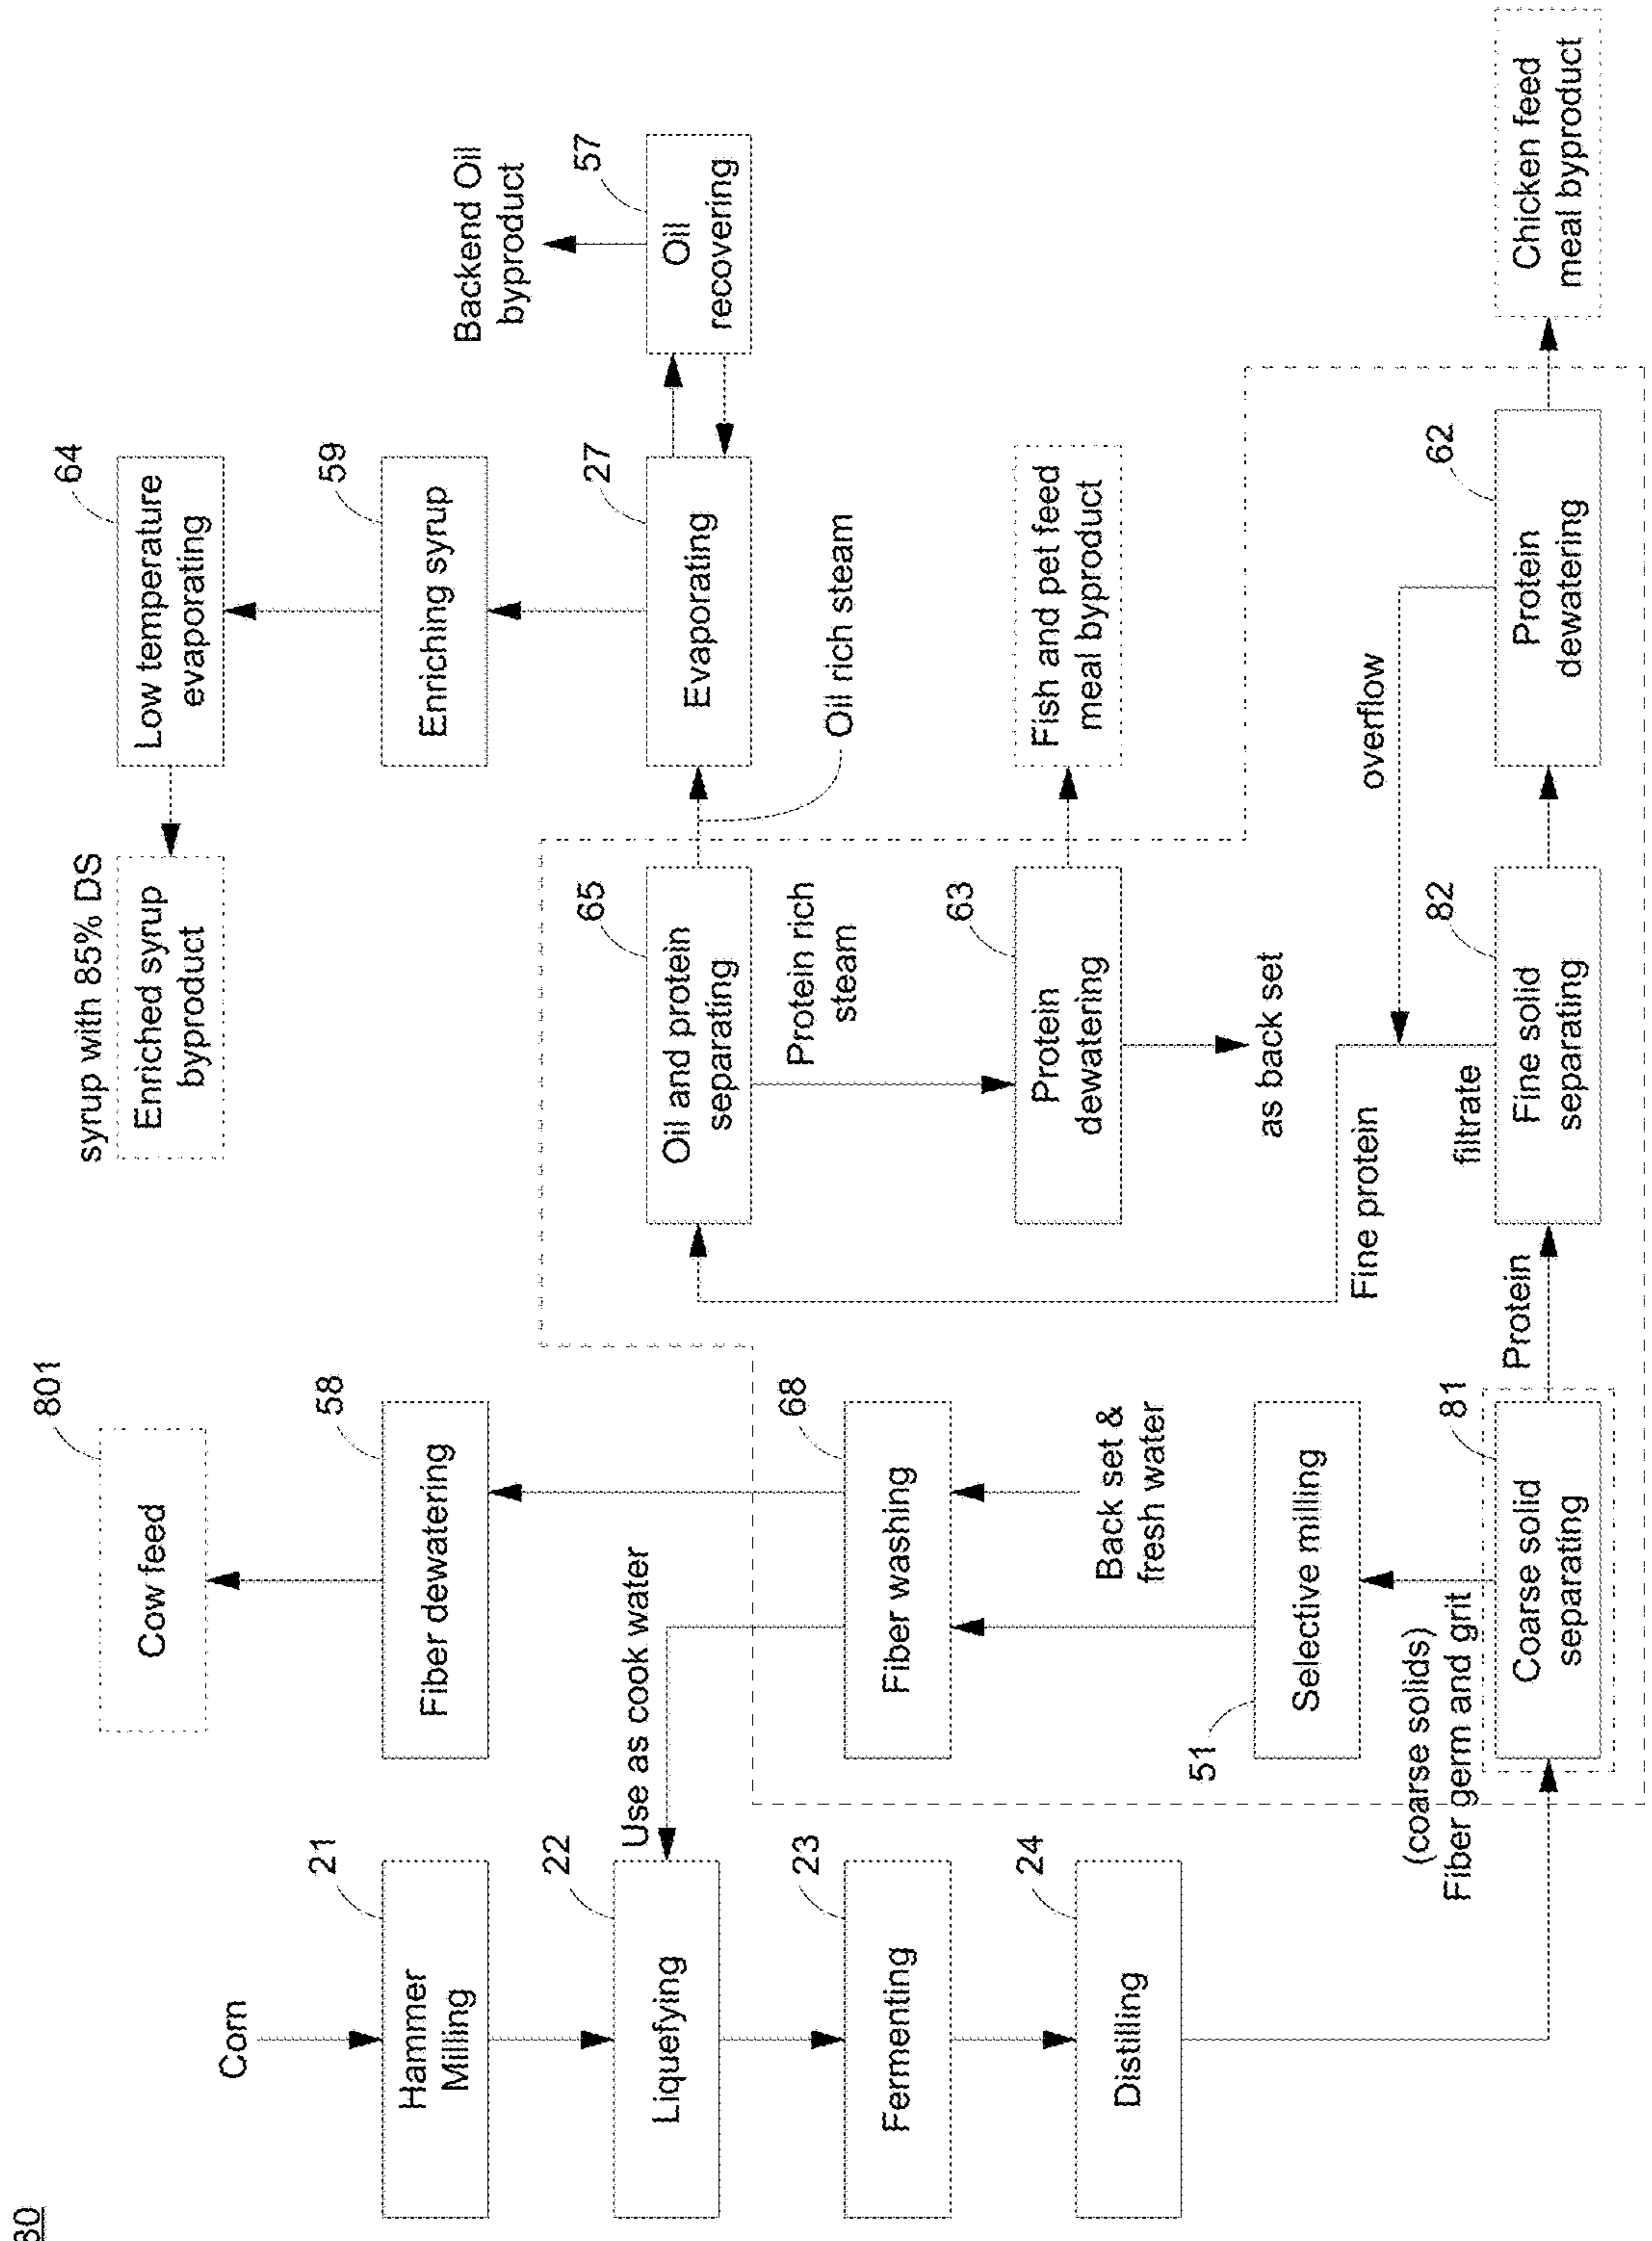 Corn
21
Hammer
Milling
22
Liquefying
23
Fermenting
24
Distilling
801
Cow feed
58
Fiber dewatering
Use as cook water
68
Fiber washing
Back set &
fresh water
51
Selective milling
(coarse solids)
Fiber germ and grit
81
Coarse solid
separating
Protein
syrup with 85% DS
Enriched syrup
byproduct
64
Low temperature
evaporating
59
Enriching syrup
27
Evaporating
Backend Oil
byproduct
57
Oil
recovering
Oil rich steam
65
Oil and protein
separating
Protein rich
steam
63
Protein
dewatering
Fish and pet feed
meal byproduct
as back set
Fine protein
overflow
filtrate
82
Fine solid
separating
62
Protein
dewatering
Chicken feed
meal byproduct